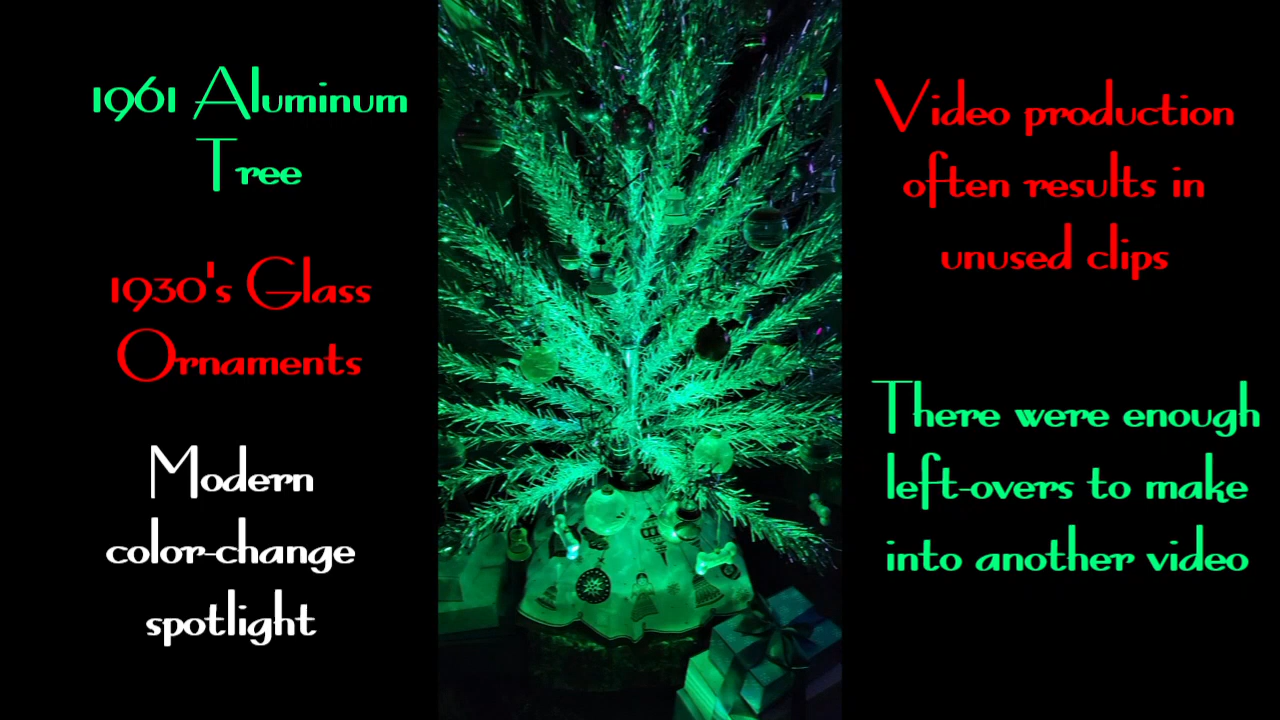 1961 Aluminum
Tree
1930's Glass
Ornaments
Modern
color-change
spotlight
Video production
often results in
unused clips
There were enough
left-overs to make
into another video